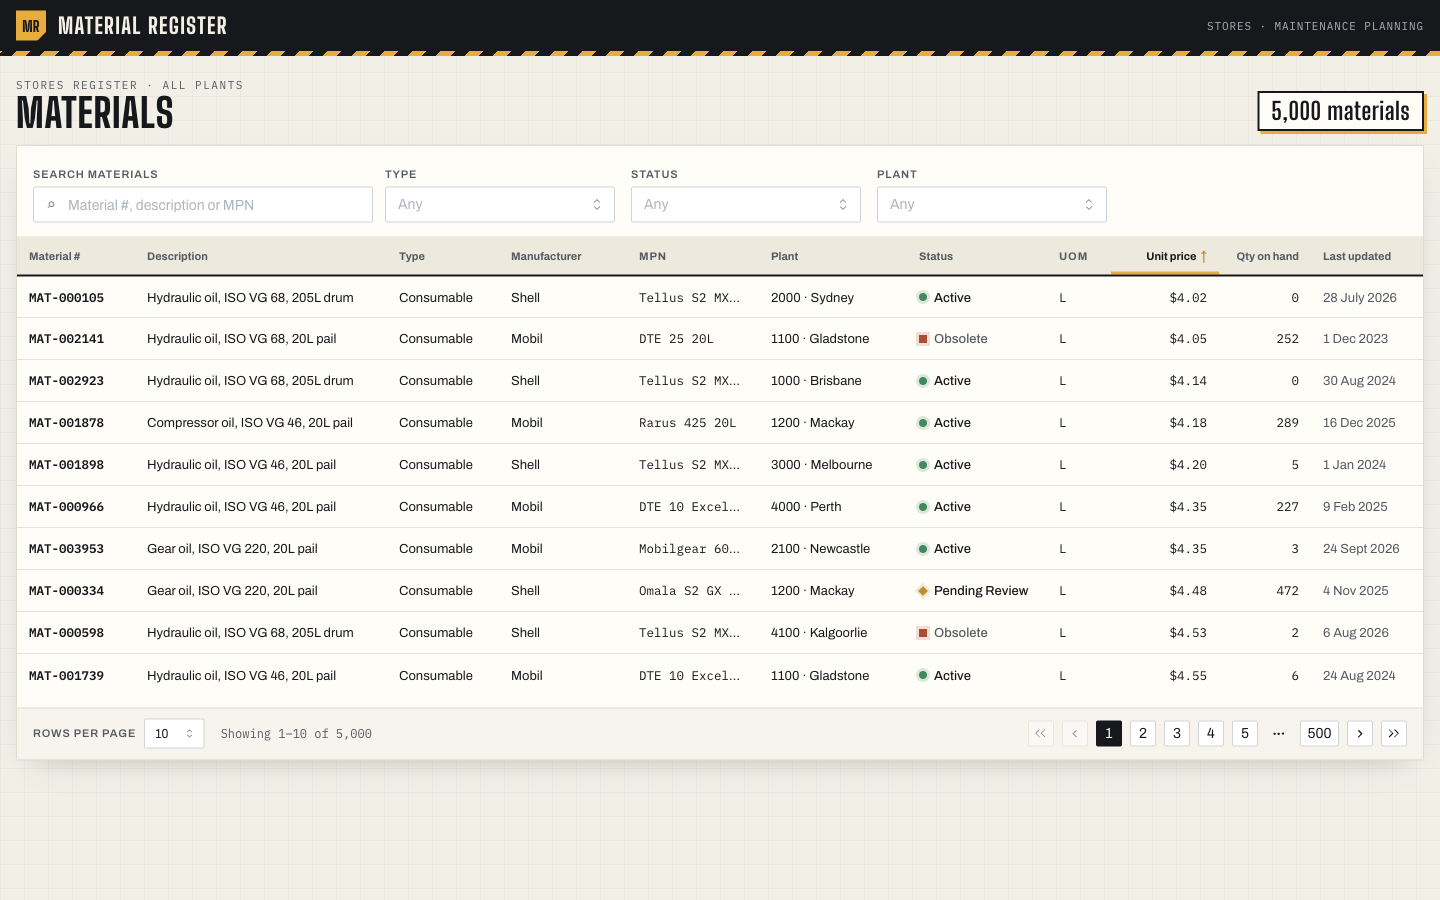 MR MATERIAL REGISTER STORES · MAINTENANCE PLANNING
STORES REGISTER · ALL PLANTS
MATERIALS
5,000 materials
SEARCH MATERIALS TYPE STATUS PLANT
Material #, description or MPN Any Any Any
Material # Description Type Manufacturer MPN Plant Status UOM Unit price ↑ Qty on hand Last updated
MAT-000105 Hydraulic oil, ISO VG 68, 205L drum Consumable Shell Tellus S2 MX… 2000 · Sydney Active L $4.02 0 28 July 2026
MAT-002141 Hydraulic oil, ISO VG 68, 20L pail Consumable Mobil DTE 25 20L 1100 · Gladstone Obsolete L $4.05 252 1 Dec 2023
MAT-002923 Hydraulic oil, ISO VG 68, 205L drum Consumable Shell Tellus S2 MX… 1000 · Brisbane Active L $4.14 0 30 Aug 2024
MAT-001878 Compressor oil, ISO VG 46, 20L pail Consumable Mobil Rarus 425 20L 1200 · Mackay Active L $4.18 289 16 Dec 2025
MAT-001898 Hydraulic oil, ISO VG 46, 20L pail Consumable Shell Tellus S2 MX… 3000 · Melbourne Active L $4.20 5 1 Jan 2024
MAT-000966 Hydraulic oil, ISO VG 46, 20L pail Consumable Mobil DTE 10 Excel… 4000 · Perth Active L $4.35 227 9 Feb 2025
MAT-003953 Gear oil, ISO VG 220, 20L pail Consumable Mobil Mobilgear 60… 2100 · Newcastle Active L $4.35 3 24 Sept 2026
MAT-000334 Gear oil, ISO VG 220, 20L pail Consumable Shell Omala S2 GX … 1200 · Mackay Pending Review L $4.48 472 4 Nov 2025
MAT-000598 Hydraulic oil, ISO VG 68, 205L drum Consumable Shell Tellus S2 MX… 4100 · Kalgoorlie Obsolete L $4.53 2 6 Aug 2026
MAT-001739 Hydraulic oil, ISO VG 46, 20L pail Consumable Mobil DTE 10 Excel… 1100 · Gladstone Active L $4.55 6 24 Aug 2024
ROWS PER PAGE 10 Showing 1–10 of 5,000 1 2 3 4 5 ··· 500